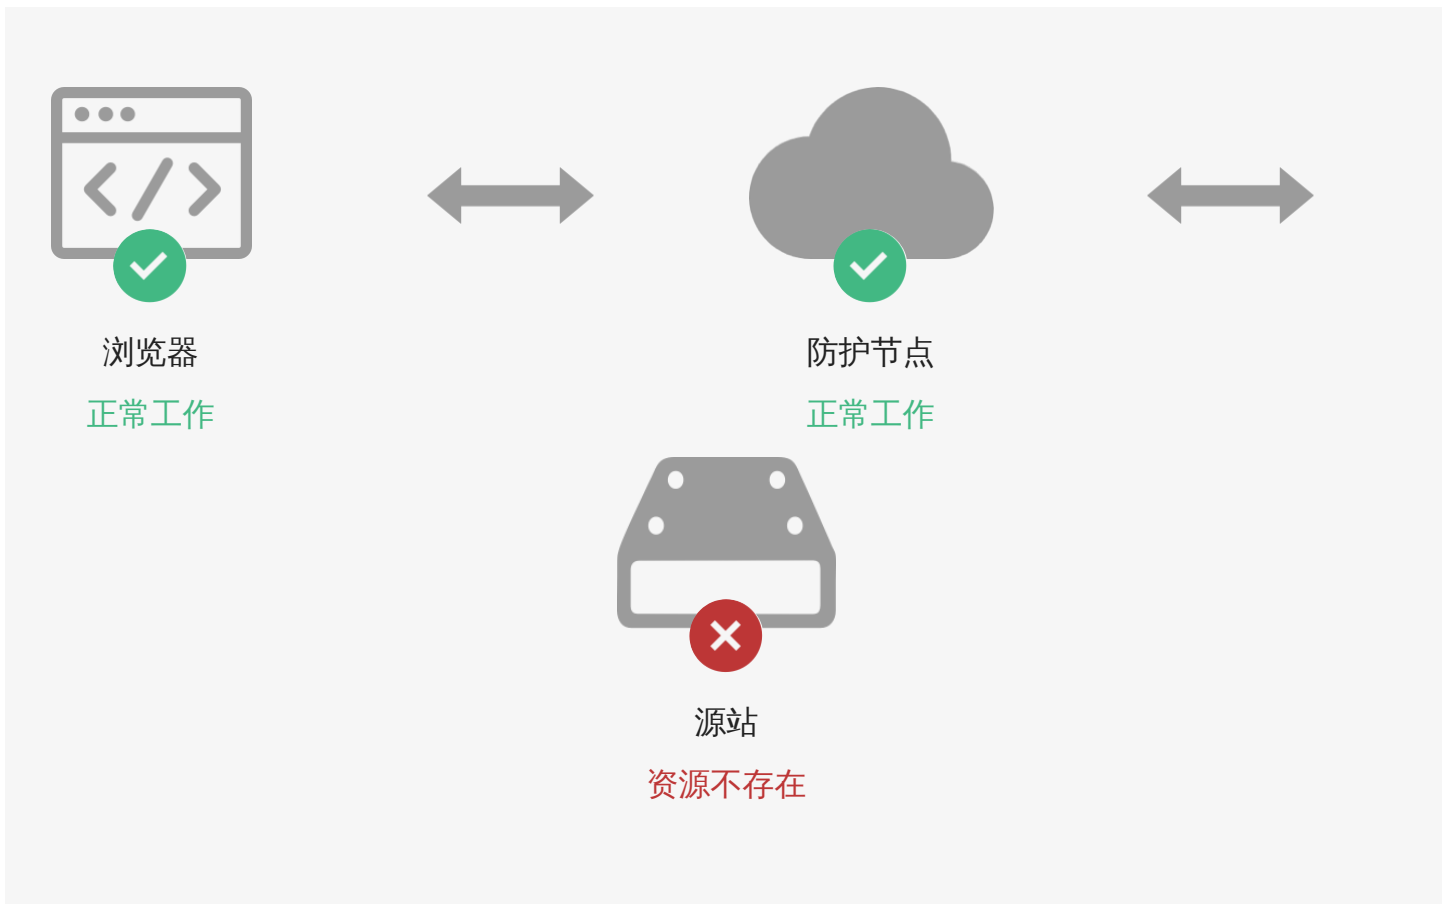 浏览器
正常工作
防护节点
正常工作
源站
资源不存在